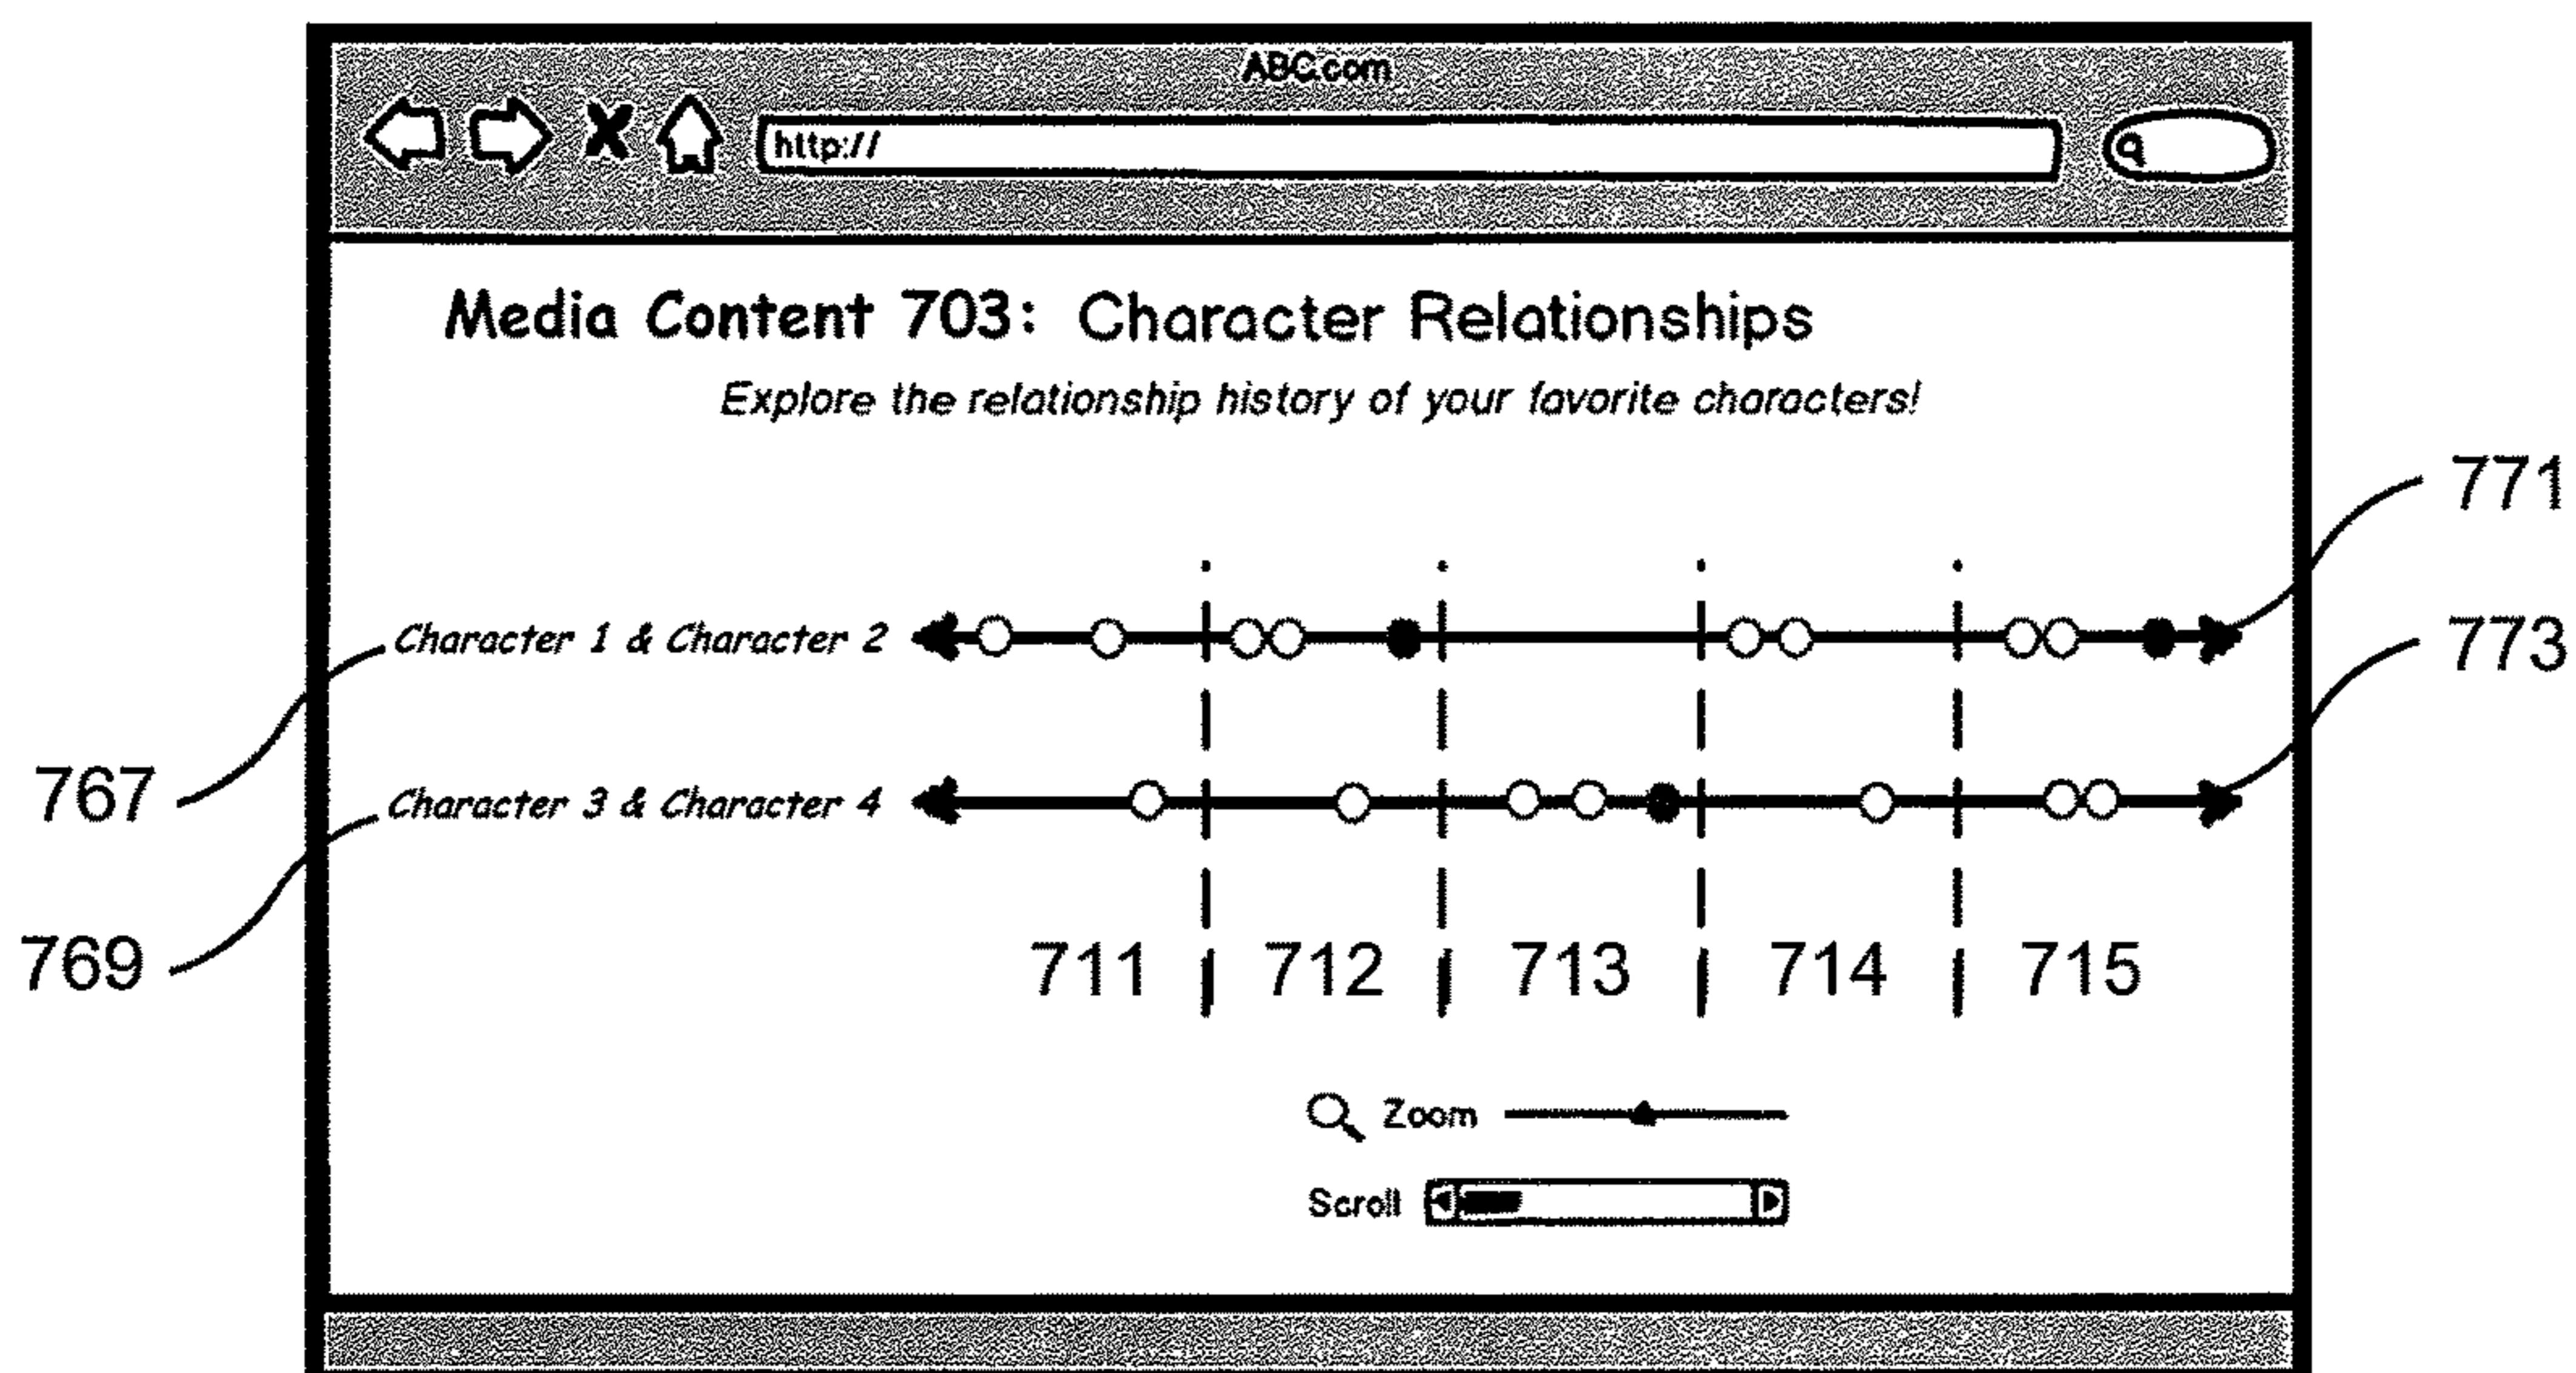 ABC.com
http://
Media Content 703: Character Relationships
Explore the relationship history of your favorite characters!
771
Character 1 & Character 2
773
767
Character 3 & Character 4
769
711 712 713 714 715
Zoom
Scroll